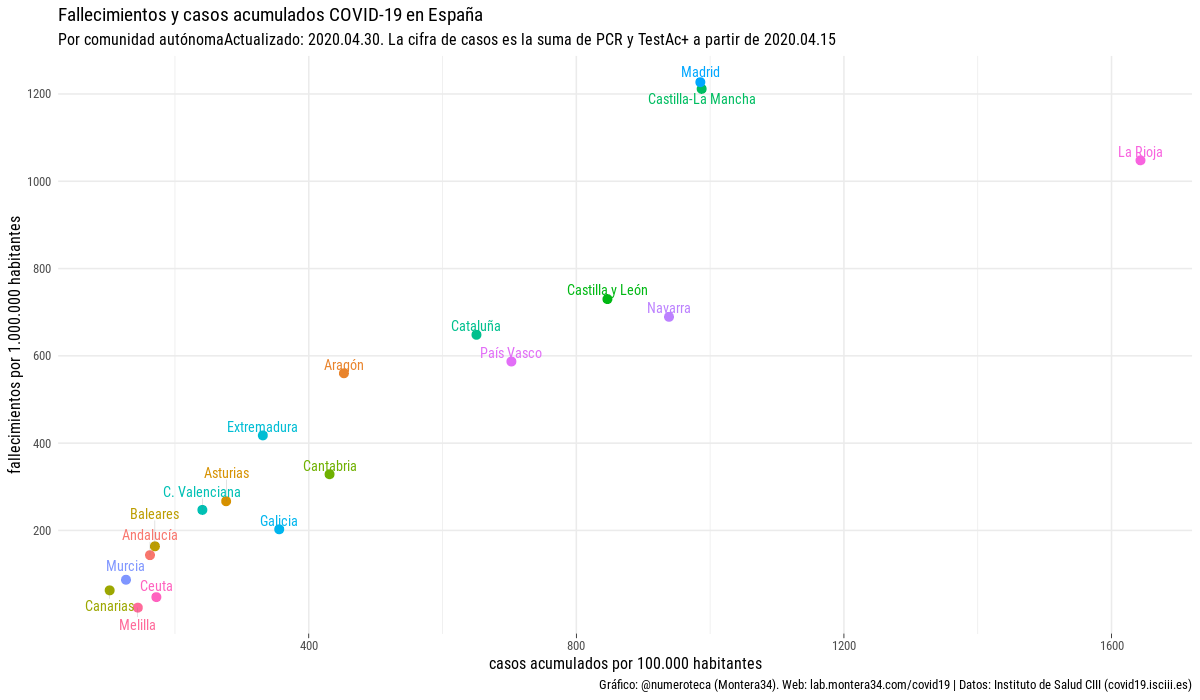 Fallecimientos y casos acumulados COVID-19 en España
Por comunidad autónomaActualizado: 2020.04.30. La cifra de casos es la suma de PCR y TestAc+ a partir de 2020.04.15
fallecimientos por 1.000.000 habitantes
1200
1000
800
600
400
200
Madrid
Castilla-La Mancha
La Rioja
Castilla y León
Navarra
Cataluña
País Vasco
Aragón
Extremadura
Cantabria
Asturias
C. Valenciana
Baleares
Galicia
Andalucía
Murcia
Ceuta
Canarias
Melilla
400
800
1200
1600
casos acumulados por 100.000 habitantes
Gráfico: @numeroteca (Montera34). Web: lab.montera34.com/covid19 | Datos: Instituto de Salud CIII (covid19.isciii.es)